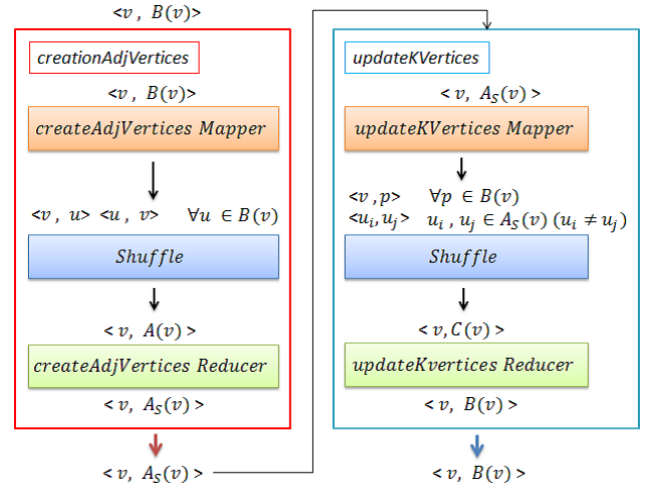 < v , B(v) >
creationAdjVertices
< v , B(v) >
createAdjVertices Mapper
< v , u > < u , v > ∀u ∈ B(v)
Shuffle
< v , A(v) >
createAdjVertices Reducer
< v , A_S(v) >
< v , A_S(v) >
updateKVertices
< v , A_S(v) >
updateKVertices Mapper
< v , p > ∀p ∈ B(v)
< u_i, u_j > u_i , u_j ∈ A_S(v) (u_i ≠ u_j)
Shuffle
< v, C(v) >
updateKvertices Reducer
< v , B(v) >
< v , B(v) >